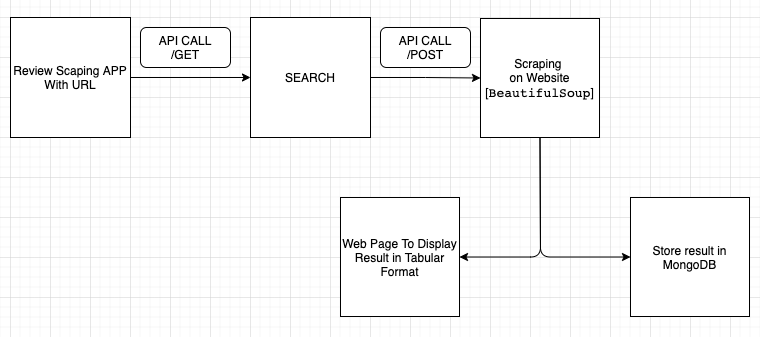 Review Scaping APP
With URL
API CALL
/GET
SEARCH
API CALL
/POST
Scraping
on Website
[BeautifulSoup]
Web Page To Display
Result in Tabular
Format
Store result in
MongoDB